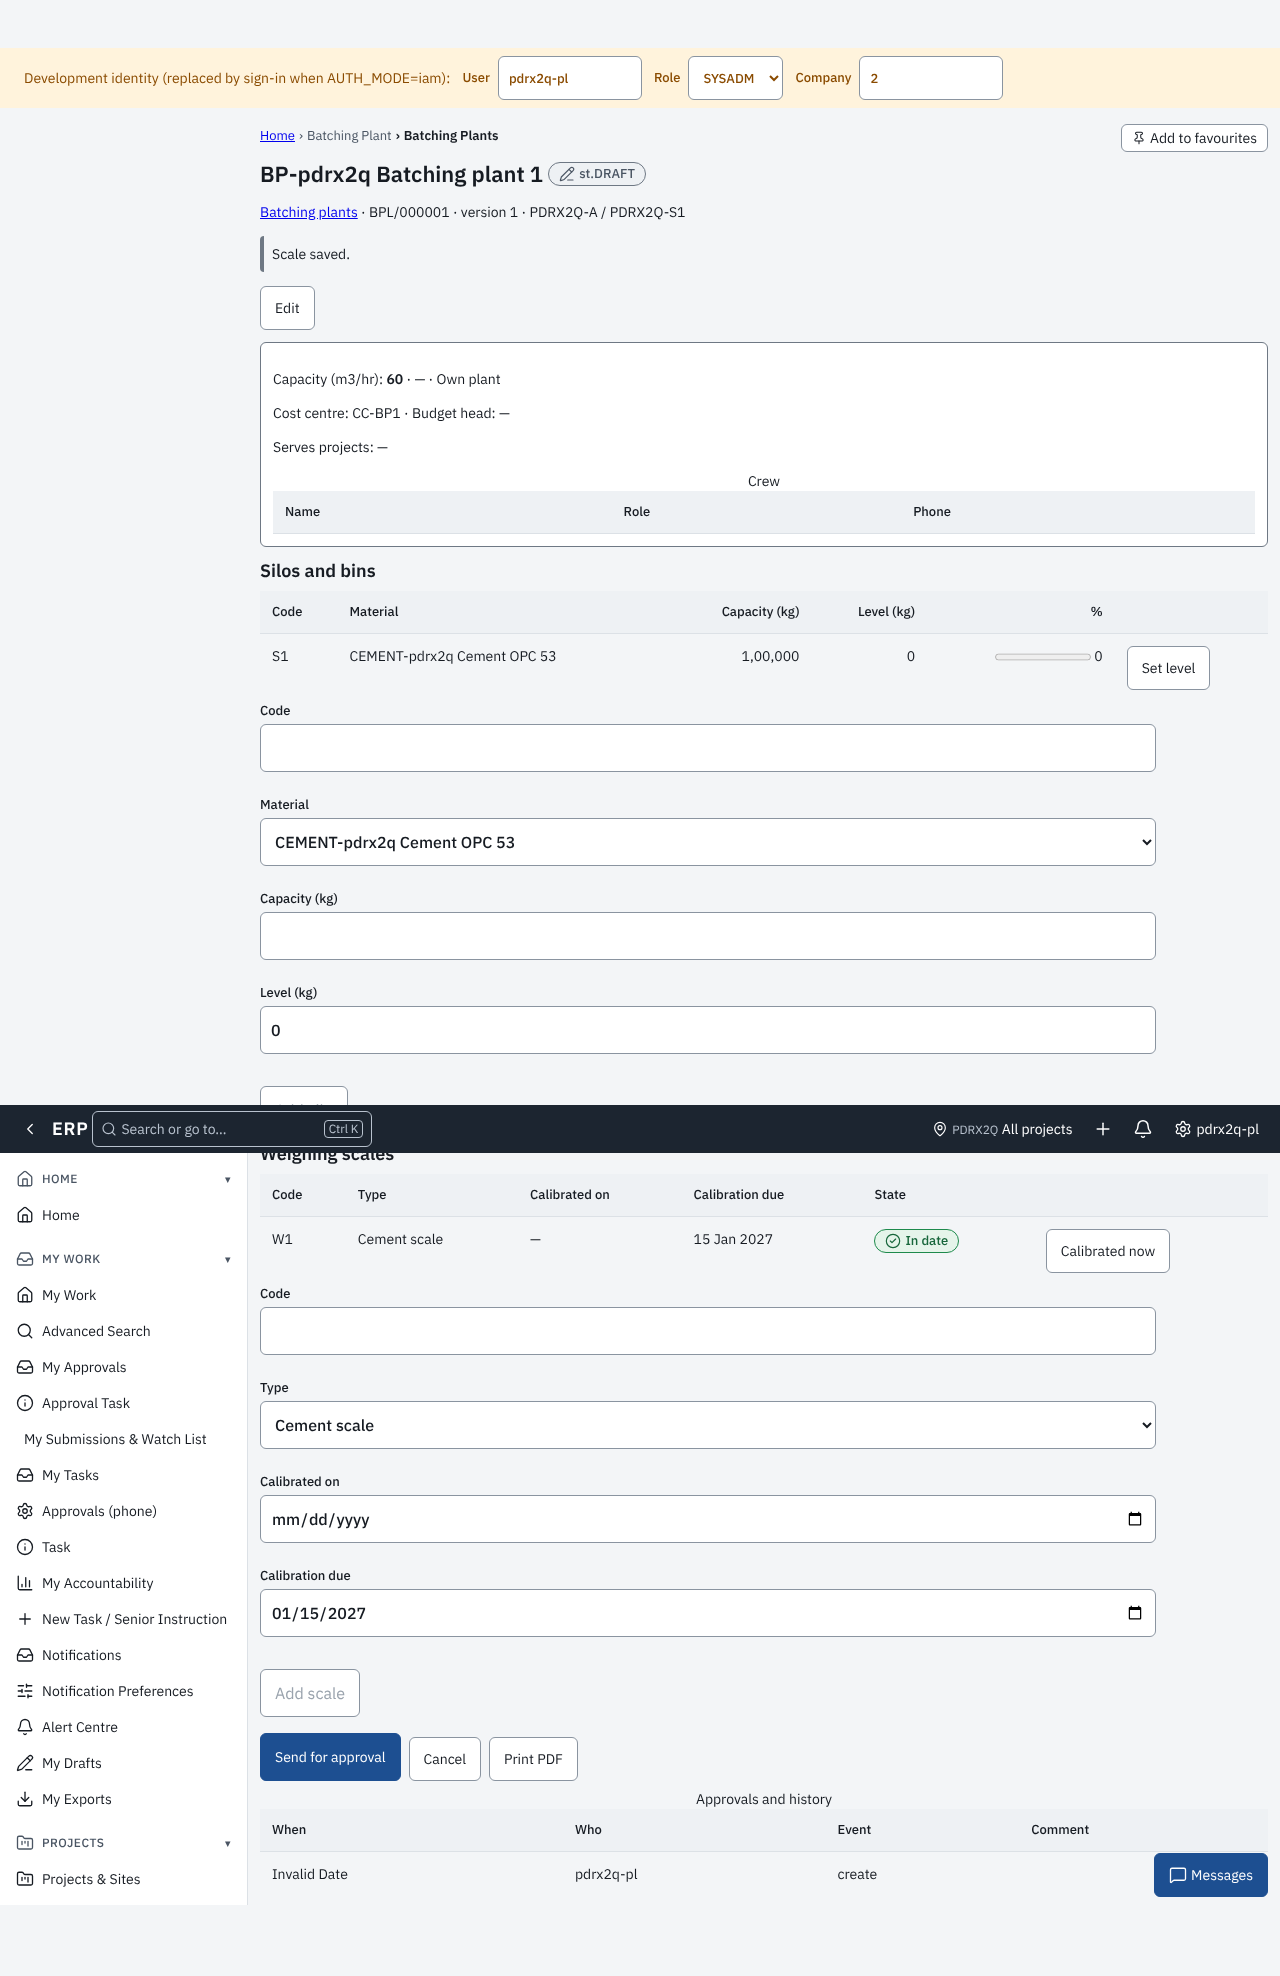 Development identity (replaced by sign-in when AUTH_MODE=iam): User pdrx2q-pl Role SYSADM Company 2
Home › Batching Plant › Batching Plants
Add to favourites
BP-pdrx2q Batching plant 1 st.DRAFT
Batching plants · BPL/000001 · version 1 · PDRX2Q-A / PDRX2Q-S1
Scale saved.
Edit
Capacity (m3/hr): 60 · — · Own plant
Cost centre: CC-BP1 · Budget head: —
Serves projects: —
Crew
Name Role Phone
Silos and bins
Code Material Capacity (kg) Level (kg) %
S1 CEMENT-pdrx2q Cement OPC 53 1,00,000 0 0 Set level
Code
Material
CEMENT-pdrx2q Cement OPC 53
Capacity (kg)
Level (kg)
0
ERP Search or go to... Ctrl K PDRX2Q All projects pdrx2q-pl
HOME
Home
MY WORK
My Work
Advanced Search
My Approvals
Approval Task
My Submissions & Watch List
My Tasks
Approvals (phone)
Task
My Accountability
New Task / Senior Instruction
Notifications
Notification Preferences
Alert Centre
My Drafts
My Exports
PROJECTS
Projects & Sites
Weighing scales
Code Type Calibrated on Calibration due State
W1 Cement scale — 15 Jan 2027 In date Calibrated now
Code
Type
Cement scale
Calibrated on
mm/dd/yyyy
Calibration due
01/15/2027
Add scale
Send for approval Cancel Print PDF
Approvals and history
When Who Event Comment
Invalid Date pdrx2q-pl create
Messages